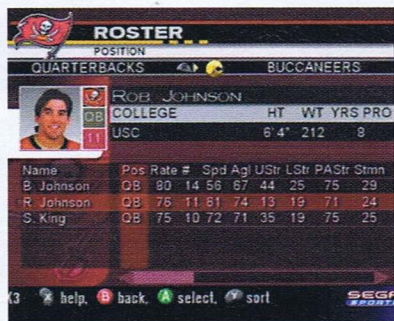 ROSTER
POSITION
QUARTERBACKS BUCCANEERS
ROB JOHNSON
QB COLLEGE HT WT YRS PRO
11 USC 6'4" 212 8
Name Pos Rate # Spd Agl UStr LStr PAStr Stmn
B. Johnson QB 80 14 56 67 44 25 75 29
R. Johnson QB 76 11 61 74 13 19 71 24
S. King QB 75 10 72 71 35 19 75 25
X3 X help, B back, A select, Y sort
SEGA
SPORTS